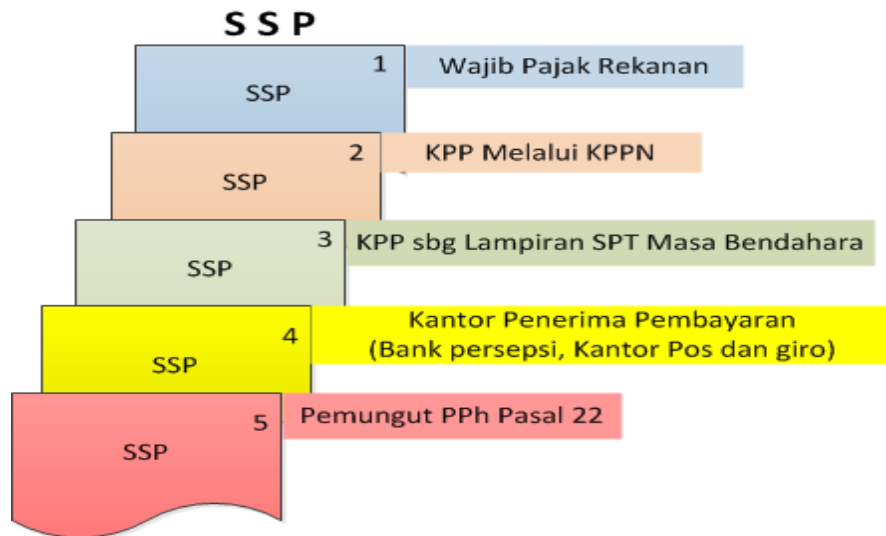 S S P
1
Wajib Pajak Rekanan
SSP
2
KPP Melalui KPPN
SSP
3
KPP sbg Lampiran SPT Masa Bendahara
SSP
4
Kantor Penerima Pembayaran
(Bank persepsi, Kantor Pos dan giro)
SSP
5
Pemungut PPh Pasal 22
SSP